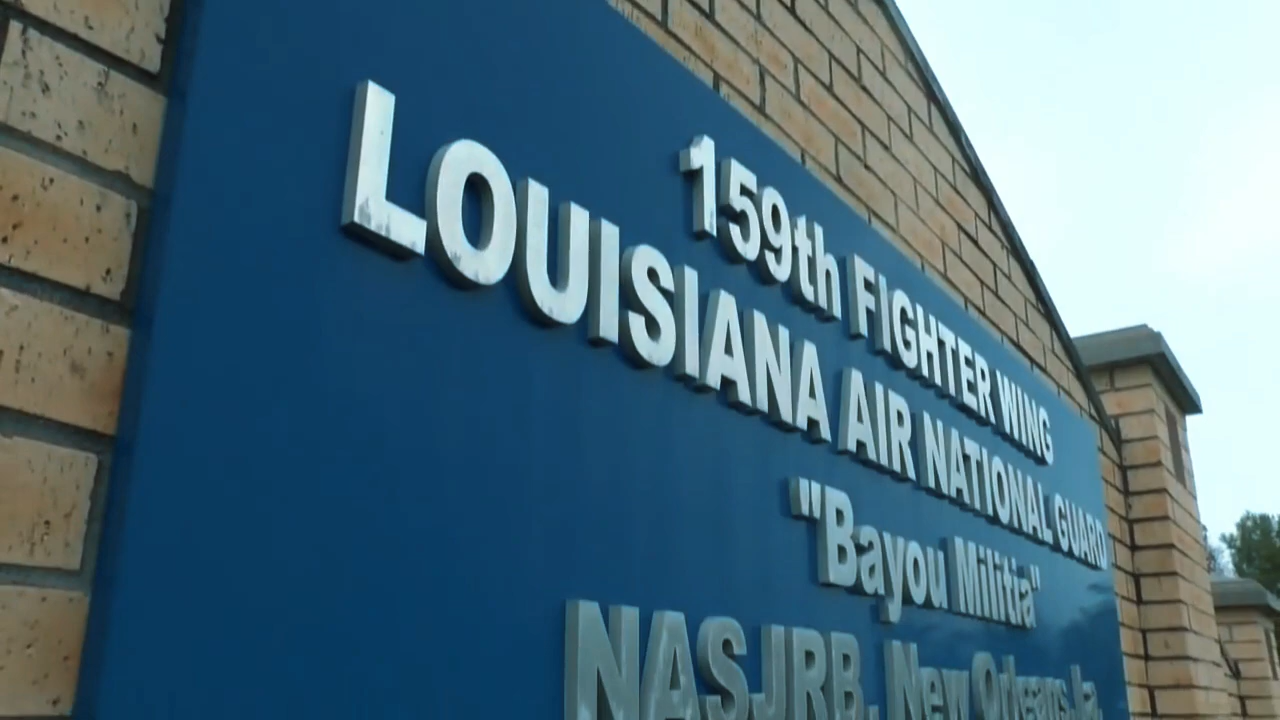 159th FIGHTER WING
LOUISIANA AIR NATIONAL GUARD
"Bayou Militia"
NASJRB, New Orleans, La.